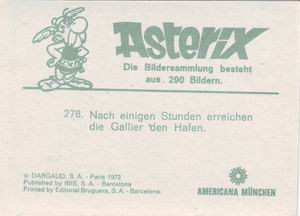 Asterix
Die Bildersammlung besteht
aus 290 Bildern.
278. Nach einigen Stunden erreichen
die Gallier den Hafen.
© DARGAUD, S. A. - Paris 1972
Published by IBIS, S. A. - Barcelona
Printed by Editorial Bruguera, S. A. - Barcelona.
AMERICANA MÜNCHEN